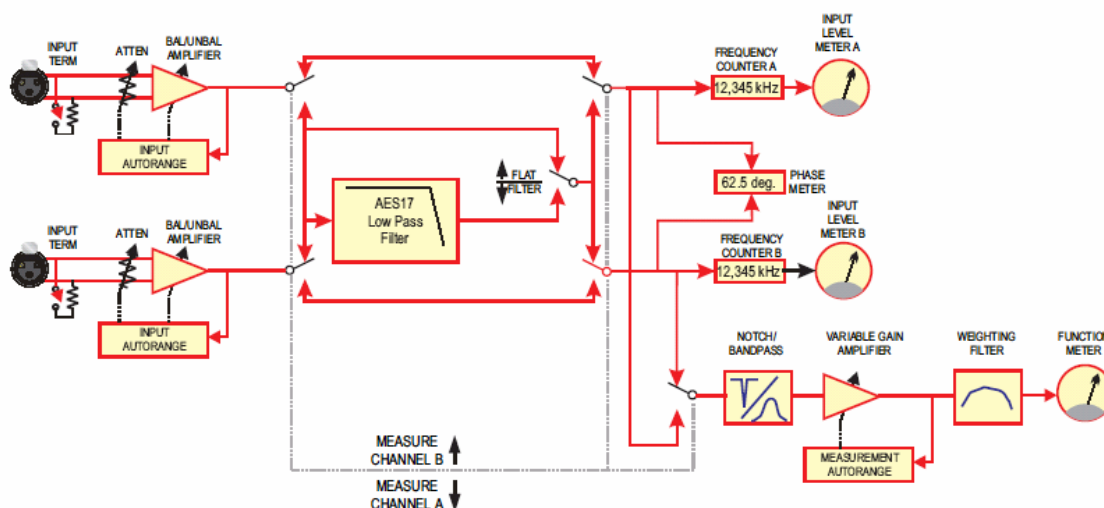 INPUT
TERM
ATTEN
BAL/UNBAL
AMPLIFIER
INPUT
AUTORANGE
FREQUENCY
COUNTER A
12,345 kHz
INPUT
LEVEL
METER A
FLAT
FILTER
AES17
Low Pass
Filter
62.5 deg.
PHASE
METER
INPUT
TERM
ATTEN
BAL/UNBAL
AMPLIFIER
INPUT
AUTORANGE
FREQUENCY
COUNTER B
12,345 kHz
INPUT
LEVEL
METER B
NOTCH/
BANDPASS
VARIABLE GAIN
AMPLIFIER
WEIGHTING
FILTER
FUNCTION
METER
MEASUREMENT
AUTORANGE
MEASURE
CHANNEL B
MEASURE
CHANNEL A